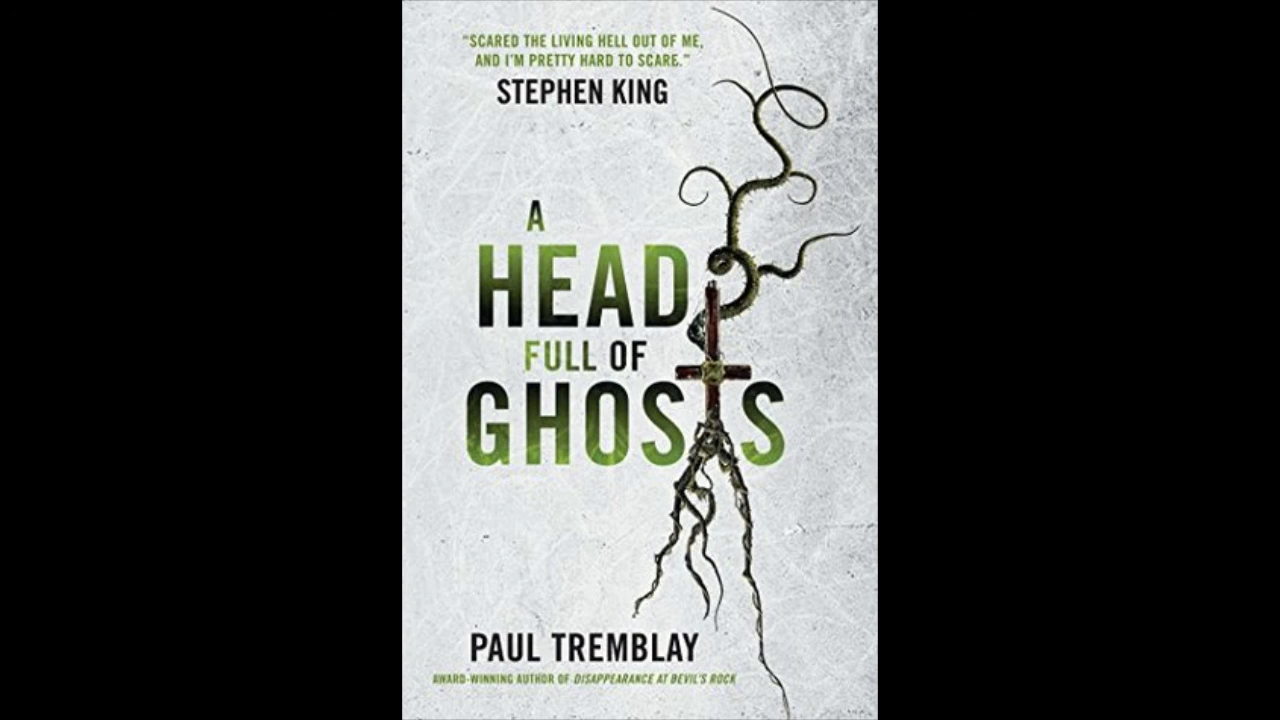 "SCARED THE LIVING HELL OUT OF ME,
AND I'M PRETTY HARD TO SCARE."
STEPHEN KING
A
HEAD
FULL OF
GHOSTS
PAUL TREMBLAY
AWARD-WINNING AUTHOR OF DISAPPEARANCE AT DEVIL'S ROCK